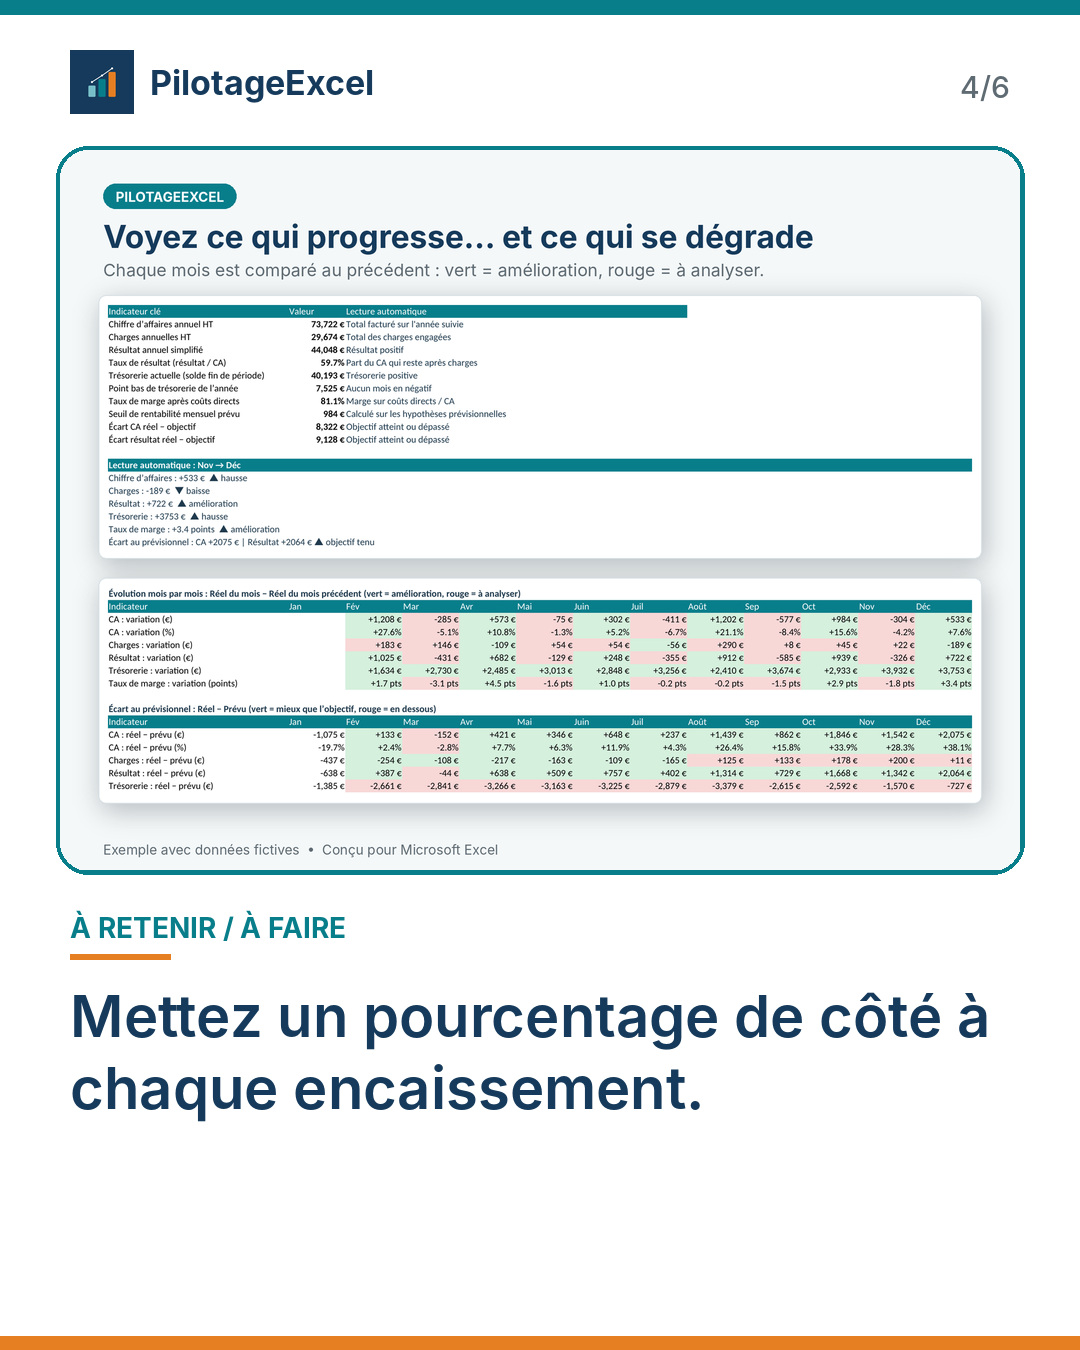 PilotageExcel
4/6
PILOTAGEEXCEL
Voyez ce qui progresse... et ce qui se dégrade
Chaque mois est comparé au précédent : vert = amélioration, rouge = à analyser.
Indicateur clé Valeur Lecture automatique
Chiffre d'affaires annuel HT 73,722 € Total facturé sur l'année suivie
Charges annuelles HT 29,674 € Total des charges engagées
Résultat annuel simplifié 44,048 € Résultat positif
Taux de résultat (résultat / CA) 59.7% Part du CA qui reste après charges
Trésorerie actuelle (solde fin de période) 40,193 € Trésorerie positive
Point bas de trésorerie de l'année 7,525 € Aucun mois en négatif
Taux de marge après coûts directs 81.1% Marge sur coûts directs / CA
Seuil de rentabilité mensuel prévu 984 € Calculé sur les hypothèses prévisionnelles
Écart CA réel − objectif 8,322 € Objectif atteint ou dépassé
Écart résultat réel − objectif 9,128 € Objectif atteint ou dépassé
Lecture automatique : Nov → Déc
Chiffre d'affaires : +533 € ▲ hausse
Charges : -189 € ▼ baisse
Résultat : +722 € ▲ amélioration
Trésorerie : +3753 € ▲ hausse
Taux de marge : +3.4 points ▲ amélioration
Écart au prévisionnel : CA +2075 € | Résultat +2064 € ▲ objectif tenu
Évolution mois par mois : Réel du mois − Réel du mois précédent (vert = amélioration, rouge = à analyser)
Indicateur Jan Fév Mar Avr Mai Juin Juil Août Sep Oct Nov Déc
CA : variation (€) +1,208 € -285 € +573 € -75 € +302 € -411 € +1,202 € -577 € +984 € -304 € +533 €
CA : variation (%) +27.6% -5.1% +10.8% -1.3% +5.2% -6.7% +21.1% -8.4% +15.6% -4.2% +7.6%
Charges : variation (€) +183 € +146 € -109 € +54 € +54 € -56 € +290 € +8 € +45 € +22 € -189 €
Résultat : variation (€) +1,025 € -431 € +682 € -129 € +248 € -355 € +912 € -585 € +939 € -326 € +722 €
Trésorerie : variation (€) +1,634 € +2,730 € +2,485 € +3,013 € +2,848 € +3,256 € +2,410 € +3,674 € +2,933 € +3,932 € +3,753 €
Taux de marge : variation (points) +1.7 pts -3.1 pts +4.5 pts -1.6 pts +1.0 pts -0.2 pts -0.2 pts -1.5 pts +2.9 pts -1.8 pts +3.4 pts
Écart au prévisionnel : Réel − Prévu (vert = mieux que l'objectif, rouge = en dessous)
Indicateur Jan Fév Mar Avr Mai Juin Juil Août Sep Oct Nov Déc
CA : réel − prévu (€) -1,075 € +133 € -152 € +421 € +346 € +648 € +237 € +1,439 € +862 € +1,846 € +1,542 € +2,075 €
CA : réel − prévu (%) -19.7% +2.4% -2.8% +7.7% +6.3% +11.9% +4.3% +26.4% +15.8% +33.9% +28.3% +38.1%
Charges : réel − prévu (€) -437 € -254 € -108 € -217 € -163 € -109 € -165 € +125 € +133 € +178 € +200 € +11 €
Résultat : réel − prévu (€) -638 € +387 € -44 € +638 € +509 € +757 € +402 € +1,314 € +729 € +1,668 € +1,342 € +2,064 €
Trésorerie : réel − prévu (€) -1,385 € -2,661 € -2,841 € -3,266 € -3,163 € -3,225 € -2,879 € -3,379 € -2,615 € -2,592 € -1,570 € -727 €
Exemple avec données fictives • Conçu pour Microsoft Excel
À RETENIR / À FAIRE
Mettez un pourcentage de côté à
chaque encaissement.